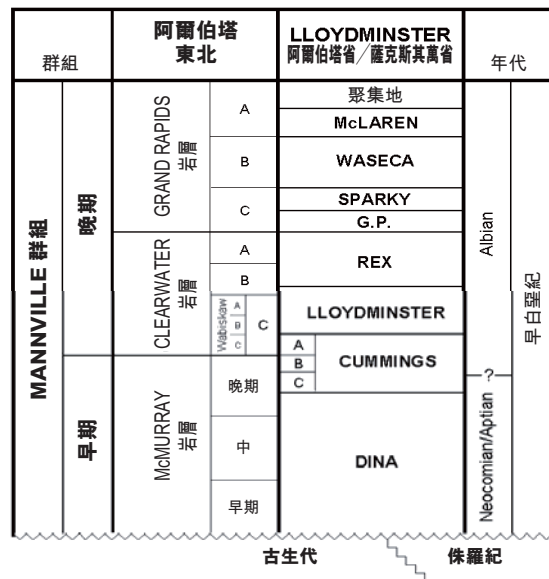 群組
阿爾伯塔
東北
LLOYDMINSTER
阿爾伯塔省／薩克斯其萬省
年代
MANNVILLE 群組
晚期
早期
GRAND RAPIDS
岩層
A
B
C
CLEARWATER
岩層
A
B
Wabiskaw
A
B
C
C
McMURRAY
岩層
晚期
中
早期
聚集地
McLAREN
WASECA
SPARKY
G.P.
REX
LLOYDMINSTER
A
B
C
CUMMINGS
DINA
Albian
?
Neocomian/Aptian
早白堊紀
古生代
侏羅紀